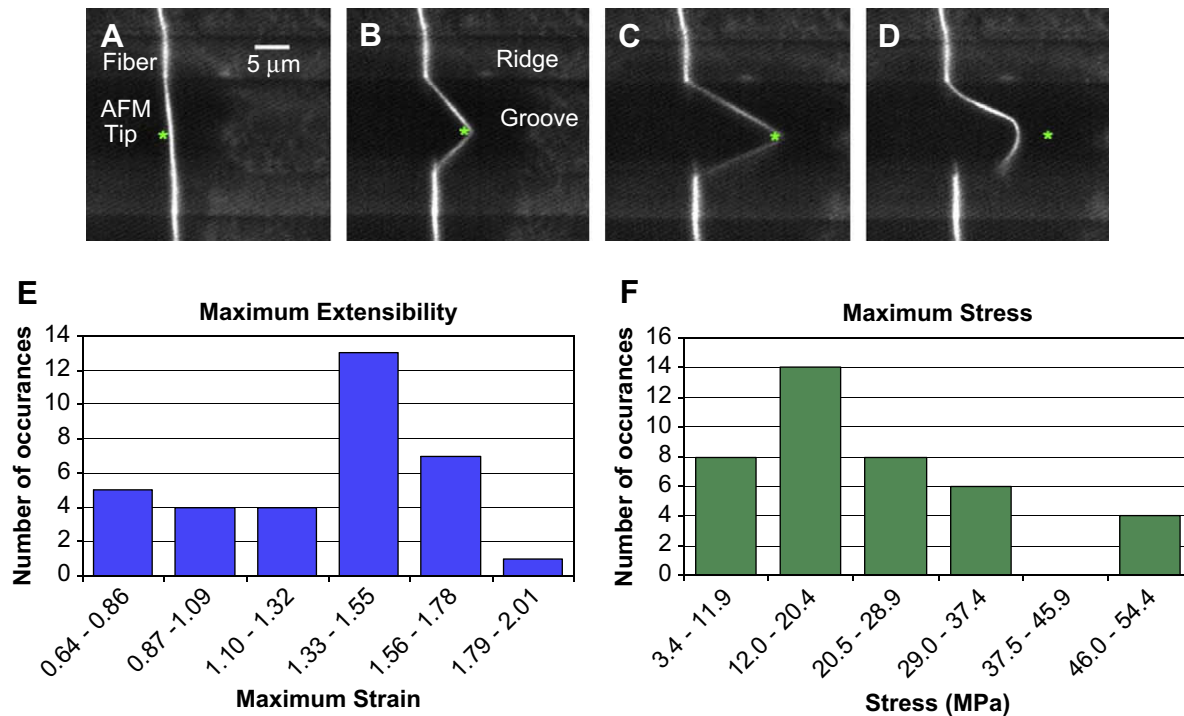 A
Fiber
5 μm
AFM
Tip
*
B
Ridge
Groove
*
C
*
D
*
E
Maximum Extensibility
Number of occurances
14
12
10
8
6
4
2
0
0.64 - 0.86
0.87 -1.09
1.10 - 1.32
1.33 - 1.55
1.56 - 1.78
1.79 - 2.01
Maximum Strain
F
Maximum Stress
Number of occurances
16
14
12
10
8
6
4
2
0
3.4 - 11.9
12.0 - 20.4
20.5 - 28.9
29.0 - 37.4
37.5 - 45.9
46.0 - 54.4
Stress (MPa)